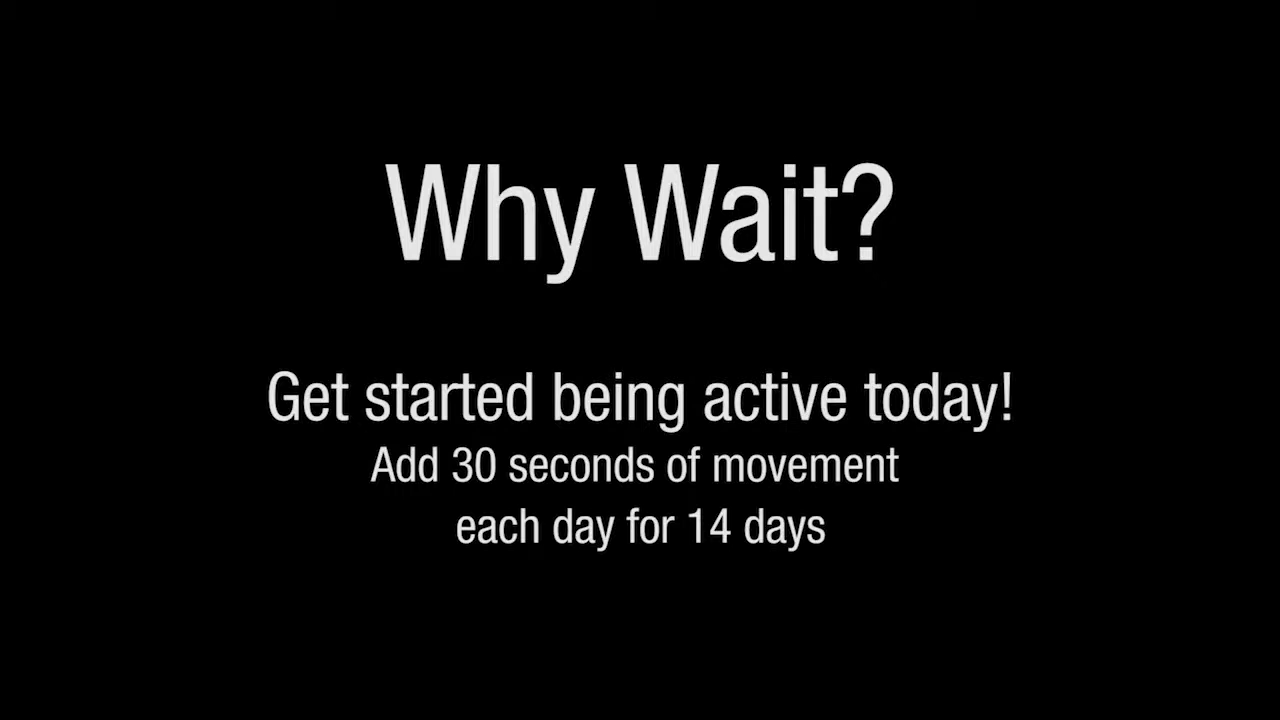 Why Wait?
Get started being active today!
Add 30 seconds of movement
each day for 14 days